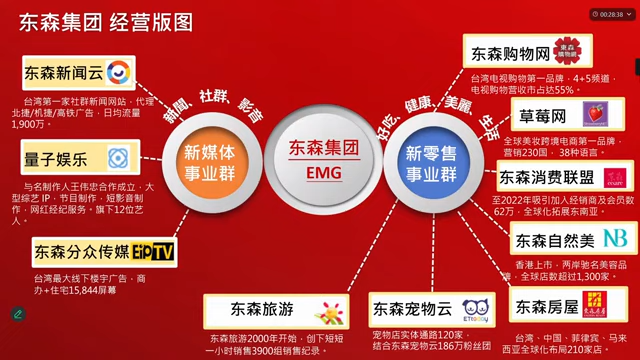 东森集团 经营版图
00:28:38
东森新闻云
台湾第一家社群新闻网站，代理
北捷/机捷/高铁广告，日均流量
1,900万。
量子娱乐
与名制作人王伟忠合作成立，大
型综艺 IP，节目制作，短影音制
作，网红经纪服务。旗下12位艺
人。
东森分众传媒 EiPTV
台湾最大线下楼宇广告，商
办+住宅15,844屏幕
新聞、社群、影音
新媒体
事业群
东森集团
EMG
好吃、健康、美麗、生活
新零售
事业群
东森购物网 東森
購物網
台湾电视购物第一品牌，4+5频道，
电视购物营收市占达55%。
草莓网
全球美妆跨境电商第一品牌，
营销230国， 38种语言。
东森消费联盟
至2022年吸引加入经销商及会员数
62万，全球化拓展东南亚。
东森自然美 NB
香港上市，两岸驰名美容品
牌，全球店数超过1,300家。
东森房屋
台湾、中国、菲律宾、马来
西亚全球化布局210家店。
东森旅游
东森旅游2000年开始，创下短短
一小时销售3900组销售纪录。
东森宠物云 ETtoday
宠物店实体通路120家，
结合东森宠物云186万粉丝团